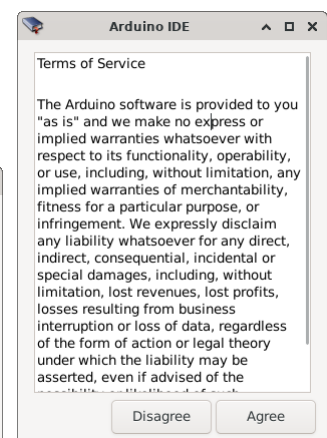 Arduino IDE
Terms of Service
The Arduino software is provided to you
"as is" and we make no express or
implied warranties whatsoever with
respect to its functionality, operability,
or use, including, without limitation, any
implied warranties of merchantability,
fitness for a particular purpose, or
infringement. We expressly disclaim
any liability whatsoever for any direct,
indirect, consequential, incidental or
special damages, including, without
limitation, lost revenues, lost profits,
losses resulting from business
interruption or loss of data, regardless
of the form of action or legal theory
under which the liability may be
asserted, even if advised of the
Disagree
Agree